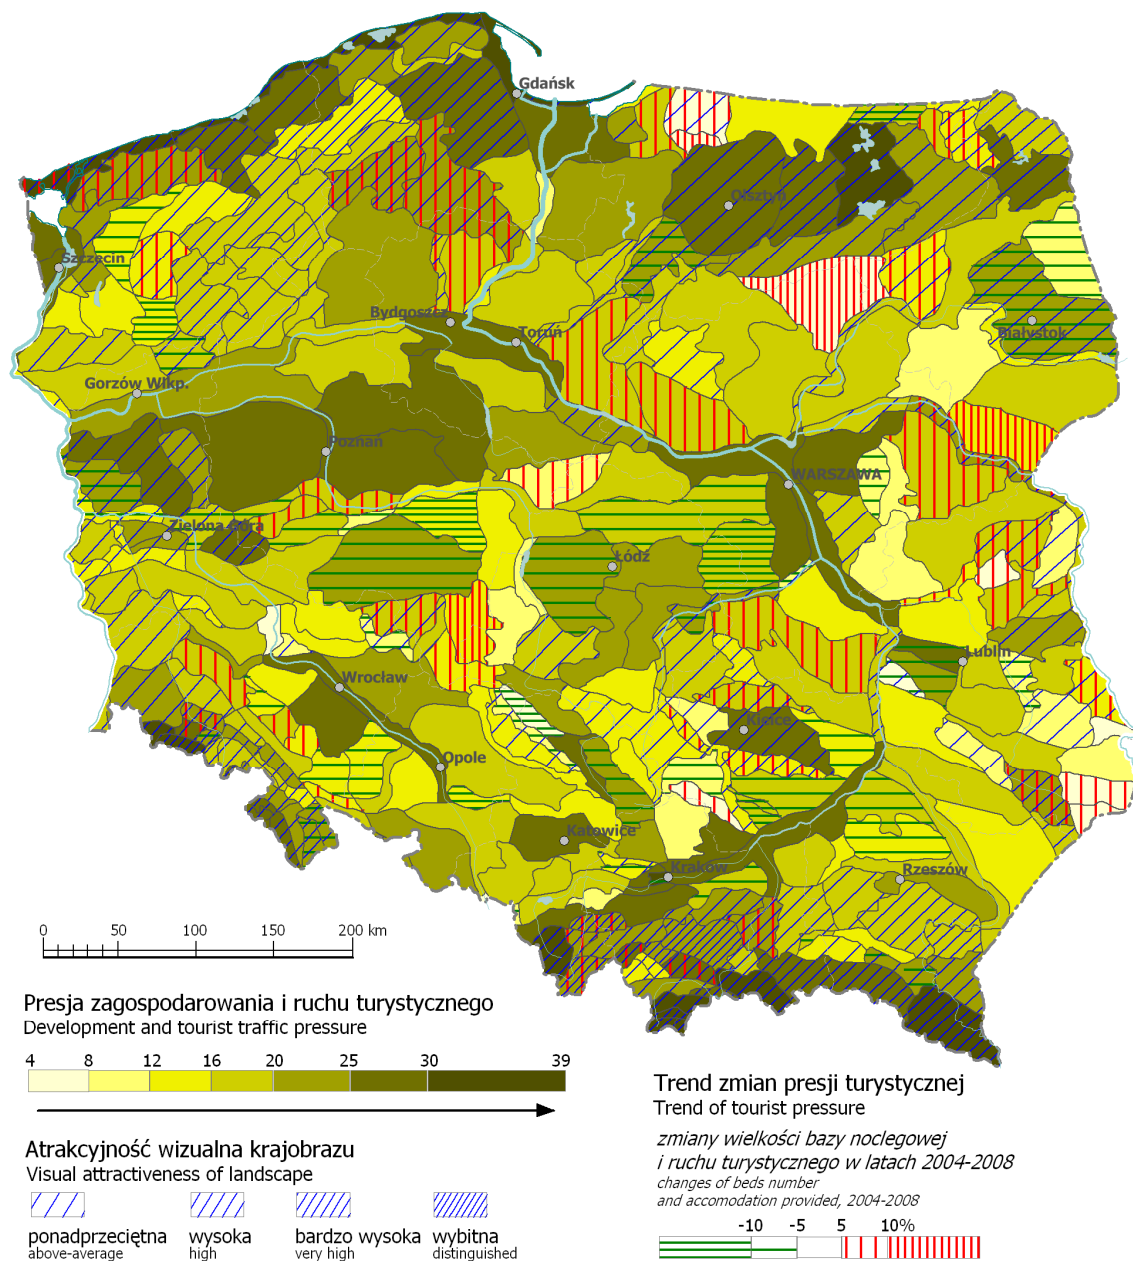 Gdańsk
Olsztyn
Szczecin
Bydgoszcz
Białystok
Toruń
Gorzów Wlkp.
Poznań
WARSZAWA
Zielona Góra
Łódź
Lublin
Wrocław
Kielce
Opole
Katowice
Kraków
Rzeszów
0 50 100 150 200 km
Presja zagospodarowania i ruchu turystycznego
Development and tourist traffic pressure
4 8 12 16 20 25 30 39
Atrakcyjność wizualna krajobrazu
Visual attractiveness of landscape
ponadprzeciętna wysoka bardzo wysoka wybitna
above-average high very high distinguished
Trend zmian presji turystycznej
Trend of tourist pressure
zmiany wielkości bazy noclegowej
i ruchu turystycznego w latach 2004-2008
changes of beds number
and accomodation provided, 2004-2008
-10 -5 5 10%